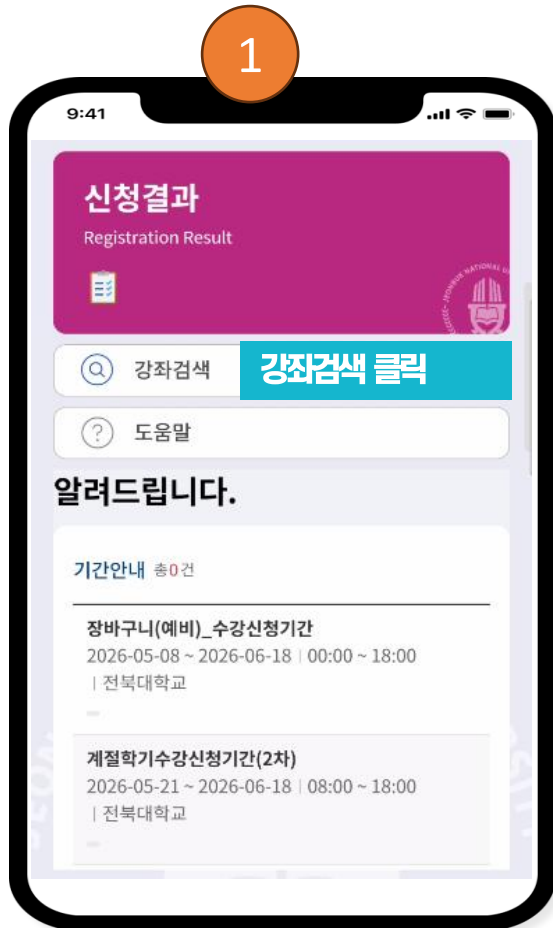 1
9:41
신청결과
Registration Result
강좌검색
강좌검색 클릭
도움말
알려드립니다.
기간안내 총0건
장바구니(예비)_수강신청기간
2026-05-08 ~ 2026-06-18 | 00:00 ~ 18:00
| 전북대학교
계절학기수강신청기간(2차)
2026-05-21 ~ 2026-06-18 | 08:00 ~ 18:00
| 전북대학교